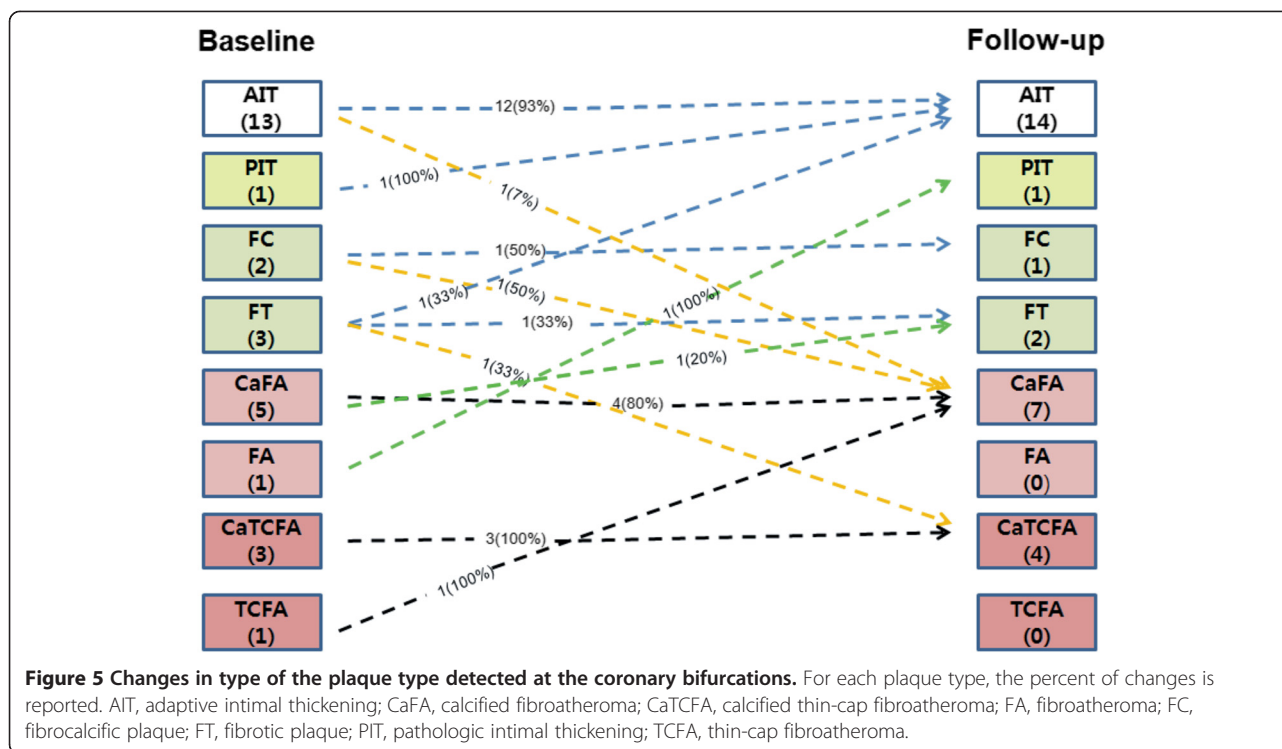 Baseline
Follow-up
AIT
(13)
12(93%)
AIT
(14)
PIT
(1)
1(100%)
1(7%)
PIT
(1)
FC
(2)
1(50%)
FC
(1)
1(50%)
1(100%)
1(33%)
FT
(3)
1(33%)
FT
(2)
1(33%)
1(20%)
CaFA
(5)
4(80%)
CaFA
(7)
FA
(1)
FA
(0)
CaTCFA
(3)
3(100%)
CaTCFA
(4)
1(100%)
TCFA
(1)
TCFA
(0)
Figure 5 Changes in type of the plaque type detected at the coronary bifurcations. For each plaque type, the percent of changes is
reported. AIT, adaptive intimal thickening; CaFA, calcified fibroatheroma; CaTCFA, calcified thin-cap fibroatheroma; FA, fibroatheroma; FC,
fibrocalcific plaque; FT, fibrotic plaque; PIT, pathologic intimal thickening; TCFA, thin-cap fibroatheroma.